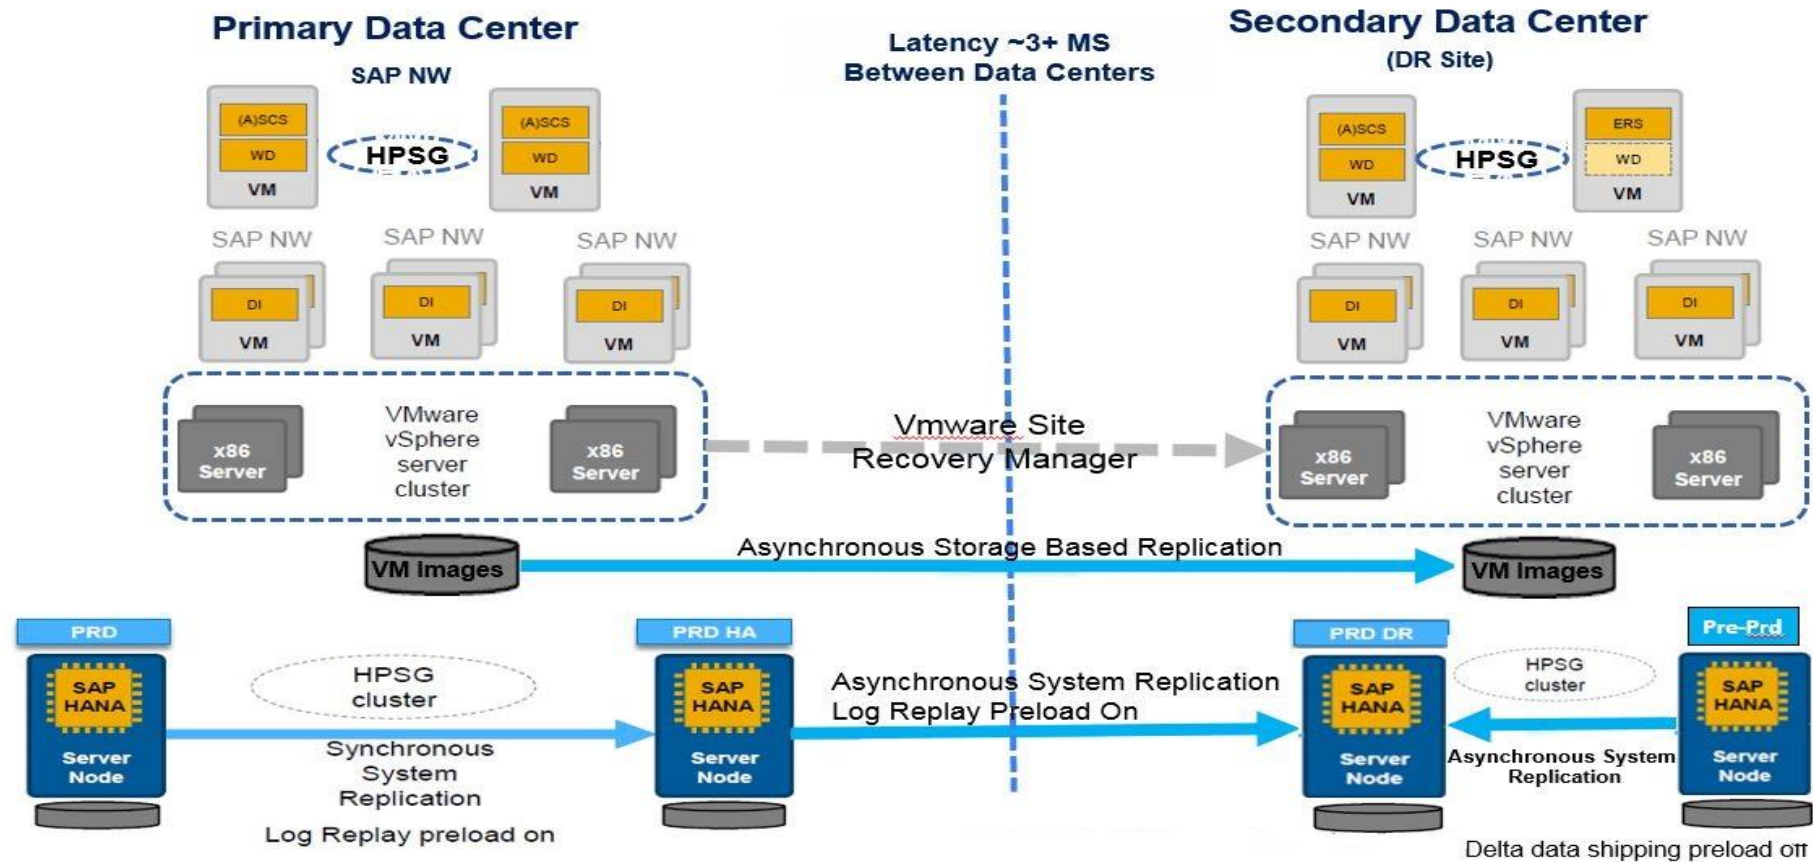 Primary Data Center
SAP NW
Latency ~3+ MS
Between Data Centers
Secondary Data Center
(DR Site)
(A)SCS
WD
VM
HPSG
(A)SCS
WD
VM
(A)SCS
WD
VM
HPSG
ERS
WD
VM
SAP NW
SAP NW
SAP NW
SAP NW
SAP NW
SAP NW
DI
VM
DI
VM
DI
VM
DI
VM
DI
VM
DI
VM
x86
Server
VMware
vSphere
server
cluster
x86
Server
Vmware Site
Recovery Manager
x86
Server
VMware
vSphere
server
cluster
x86
Server
VM Images
Asynchronous Storage Based Replication
VM Images
PRD
SAP
HANA
Server
Node
HPSG
cluster
Synchronous
System
Replication
Log Replay preload on
PRD HA
SAP
HANA
Server
Node
Asynchronous System Replication
Log Replay Preload On
PRD DR
SAP
HANA
Server
Node
HPSG
cluster
Asynchronous System
Replication
Pre-Prd
SAP
HANA
Server
Node
Delta data shipping preload off